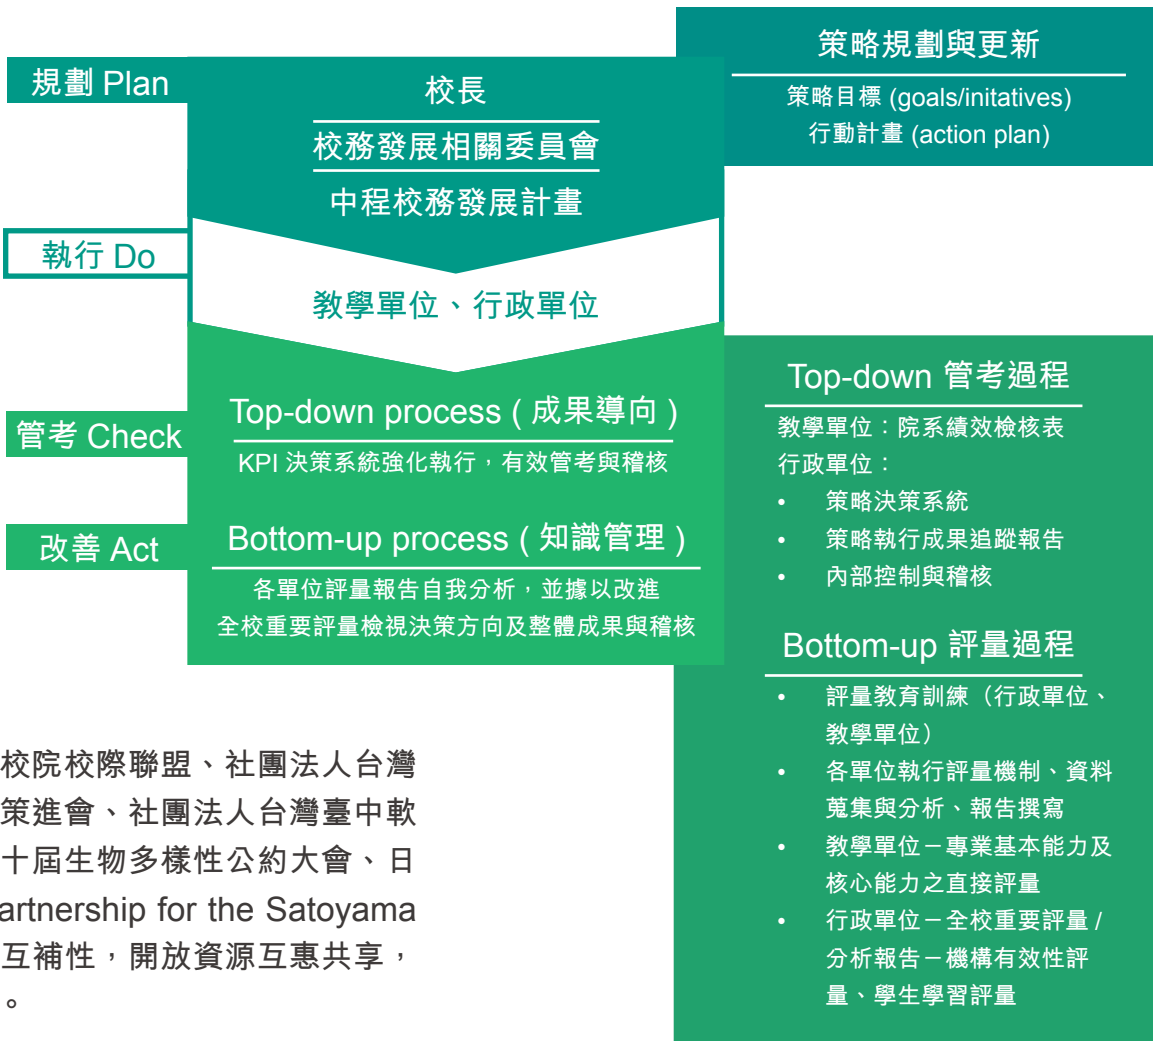 規劃 Plan
校長
校務發展相關委員會
中程校務發展計畫
策略規劃與更新
策略目標 (goals/initatives)
行動計畫 (action plan)
執行 Do
教學單位、行政單位
管考 Check
Top-down process ( 成果導向 )
KPI 決策系統強化執行，有效管考與稽核
改善 Act
Bottom-up process ( 知識管理 )
各單位評量報告自我分析，並據以改進
全校重要評量檢視決策方向及整體成果與稽核
Top-down 管考過程
教學單位：院系績效檢核表
行政單位：
• 策略決策系統
• 策略執行成果追蹤報告
• 內部控制與稽核
Bottom-up 評量過程
• 評量教育訓練（行政單位、
教學單位）
• 各單位執行評量機制、資料
蒐集與分析、報告撰寫
• 教學單位－專業基本能力及
核心能力之直接評量
• 行政單位－全校重要評量 /
分析報告－機構有效性評
量、學生學習評量
校院校際聯盟、社團法人台灣
策進會、社團法人台灣臺中軟
十屆生物多樣性公約大會、日
artnership for the Satoyama
互補性，開放資源互惠共享，
。